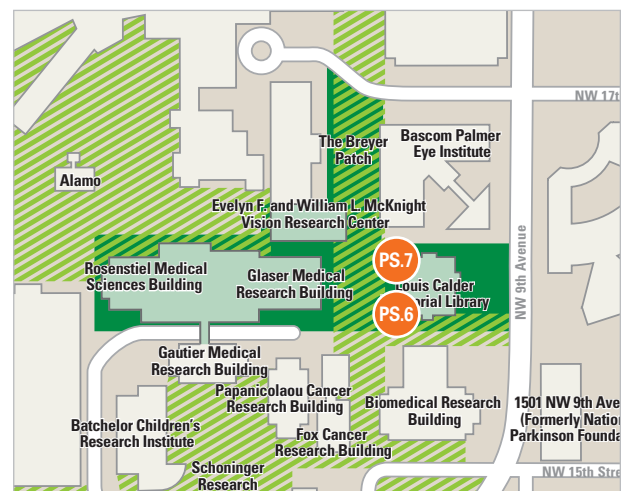 NW 17t
The Breyer
Patch
Bascom Palmer
Eye Institute
Alamo
Evelyn F. and William L. McKnight
Vision Research Center
NW 9th Avenue
PS.7
Rosenstiel Medical
Sciences Building
Glaser Medical
Research Building
Louis Calder
orial Library
PS.6
Gautier Medical
Research Building
Papanicolaou Cancer
Research Building
Biomedical Research
Building
1501 NW 9th Ave
(Formerly Natio
Parkinson Founda
Batchelor Children's
Research Institute
Fox Cancer
Research Building
Schoninger
Research
NW 15th Stre